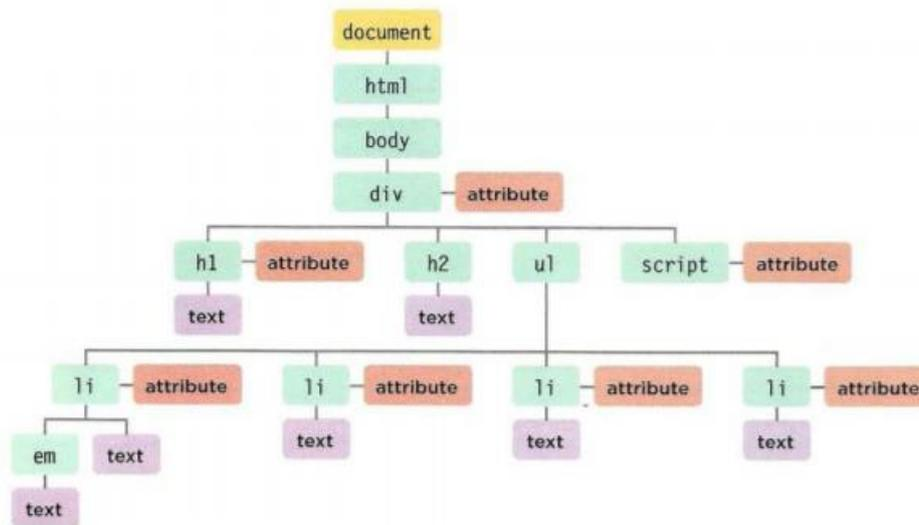 document
html
body
div attribute
h1 attribute h2 ul script attribute
text text
li attribute li attribute li attribute li attribute
em text text text text
text